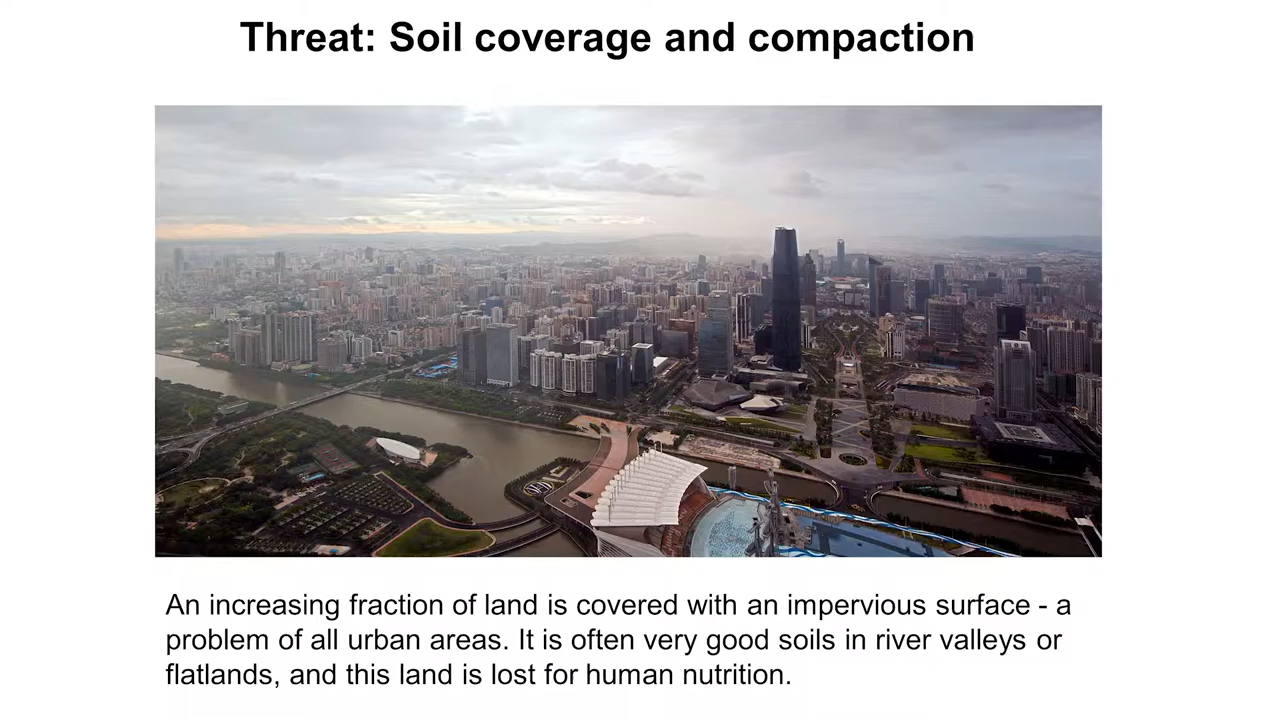 Threat: Soil coverage and compaction
An increasing fraction of land is covered with an impervious surface - a
problem of all urban areas. It is often very good soils in river valleys or
flatlands, and this land is lost for human nutrition.